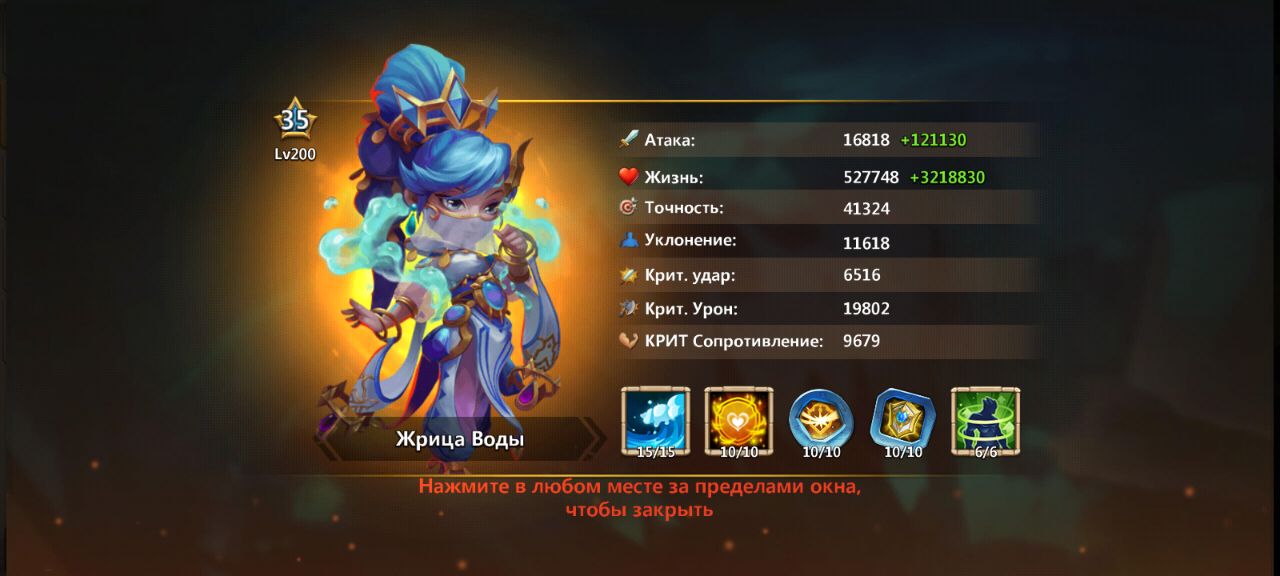 35
Lv200
Атака: 16818 +121130
Жизнь: 527748 +3218830
Точность: 41324
Уклонение: 11618
Крит. удар: 6516
Крит. Урон: 19802
КРИТ Сопротивление: 9679
Жрица Воды
15/15 10/10 10/10 10/10 6/6
Нажмите в любом месте за пределами окна,
чтобы закрыть